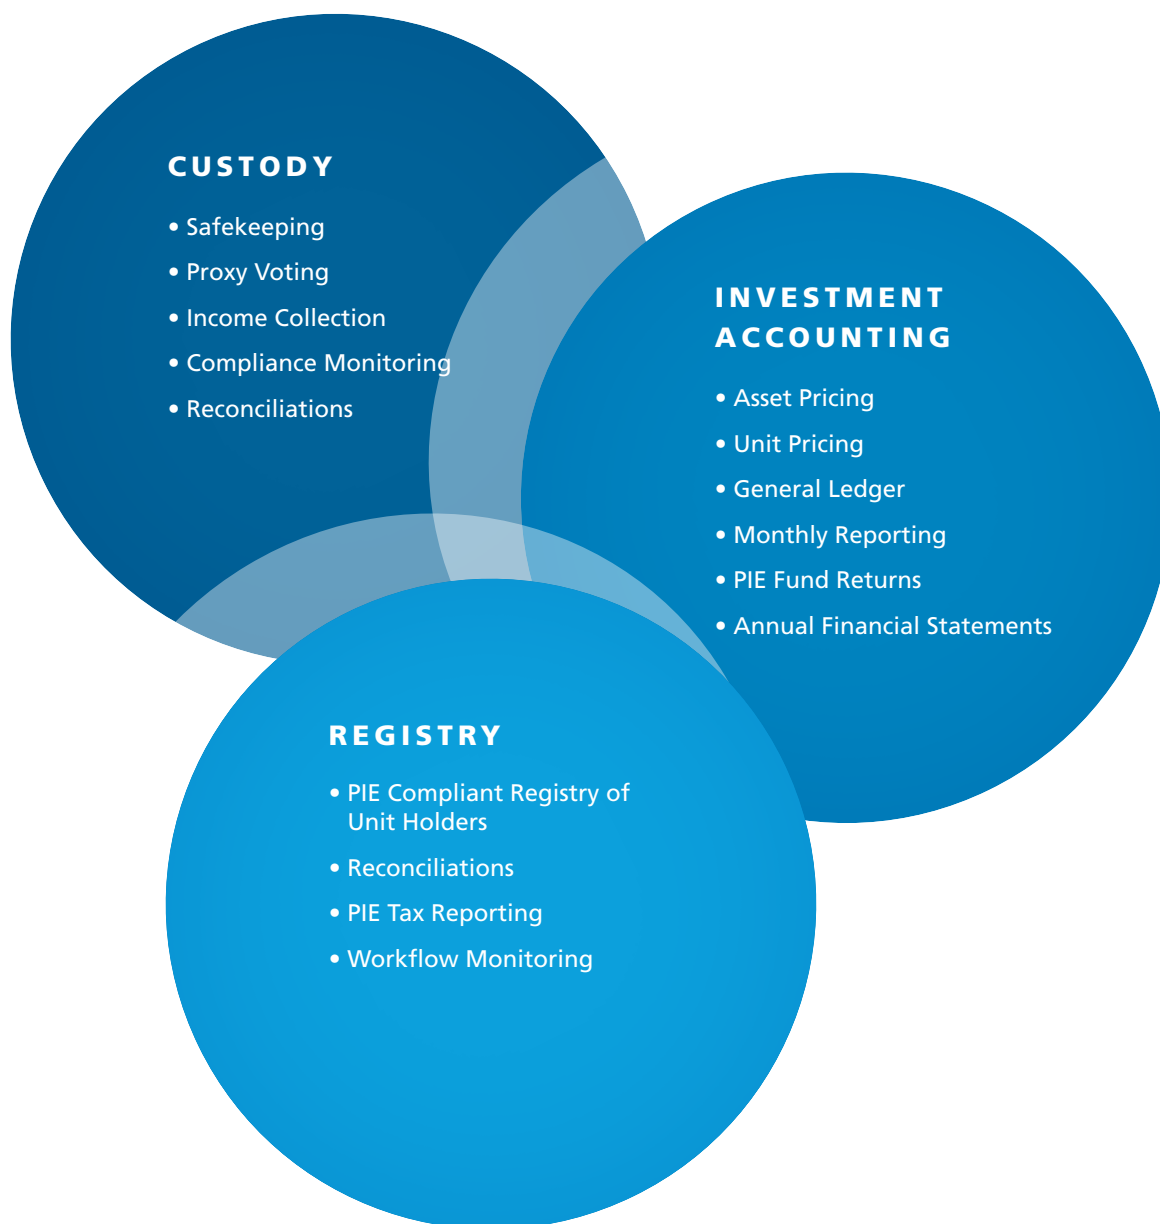 CUSTODY
• Safekeeping
• Proxy Voting
• Income Collection
• Compliance Monitoring
• Reconciliations
INVESTMENT
ACCOUNTING
• Asset Pricing
• Unit Pricing
• General Ledger
• Monthly Reporting
• PIE Fund Returns
• Annual Financial Statements
REGISTRY
• PIE Compliant Registry of
Unit Holders
• Reconciliations
• PIE Tax Reporting
• Workflow Monitoring